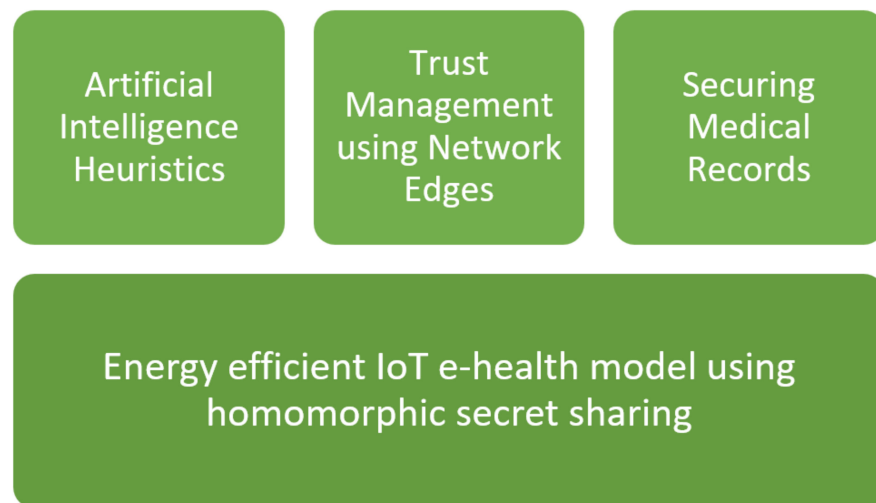 Artificial
Intelligence
Heuristics
Trust
Management
using Network
Edges
Securing
Medical
Records
Energy efficient IoT e-health model using
homomorphic secret sharing